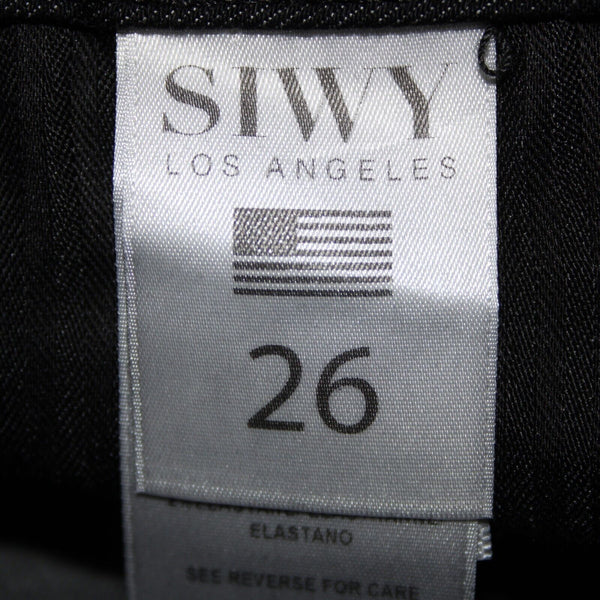 SIWY
LOS ANGELES
26
ELASTANO
SEE REVERSE FOR CARE